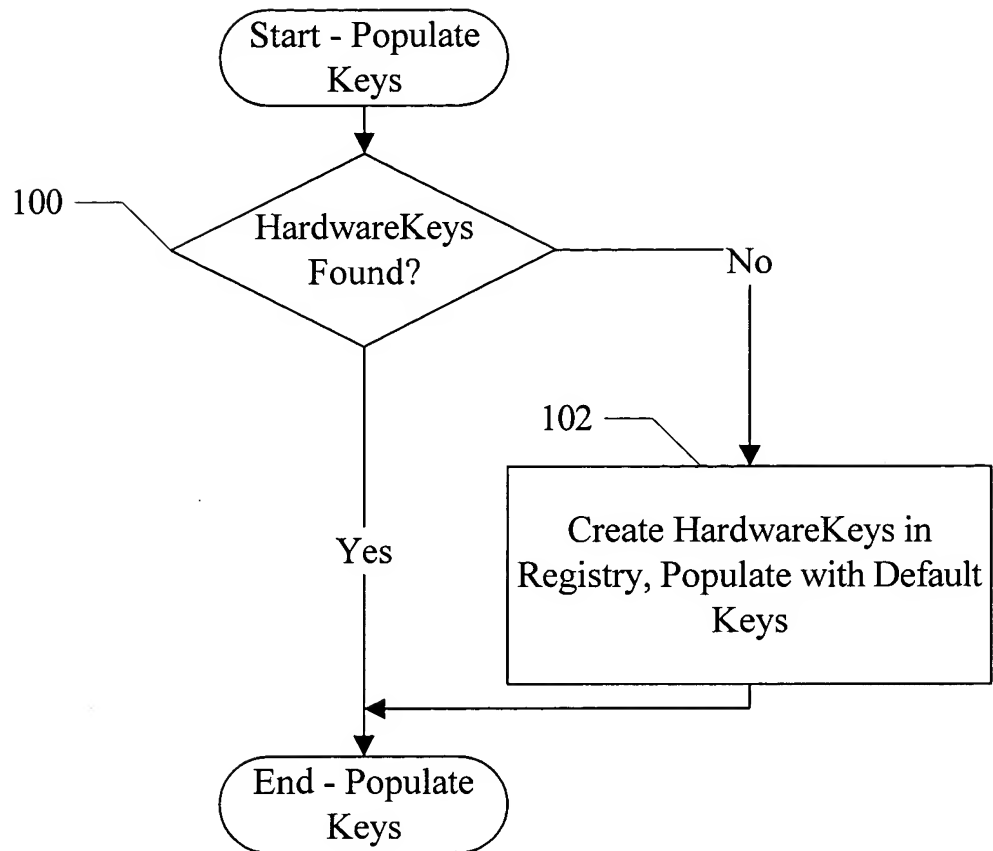 Start - Populate
Keys
100
HardwareKeys
Found?
No
102
Create HardwareKeys in
Registry, Populate with Default
Keys
Yes
End - Populate
Keys